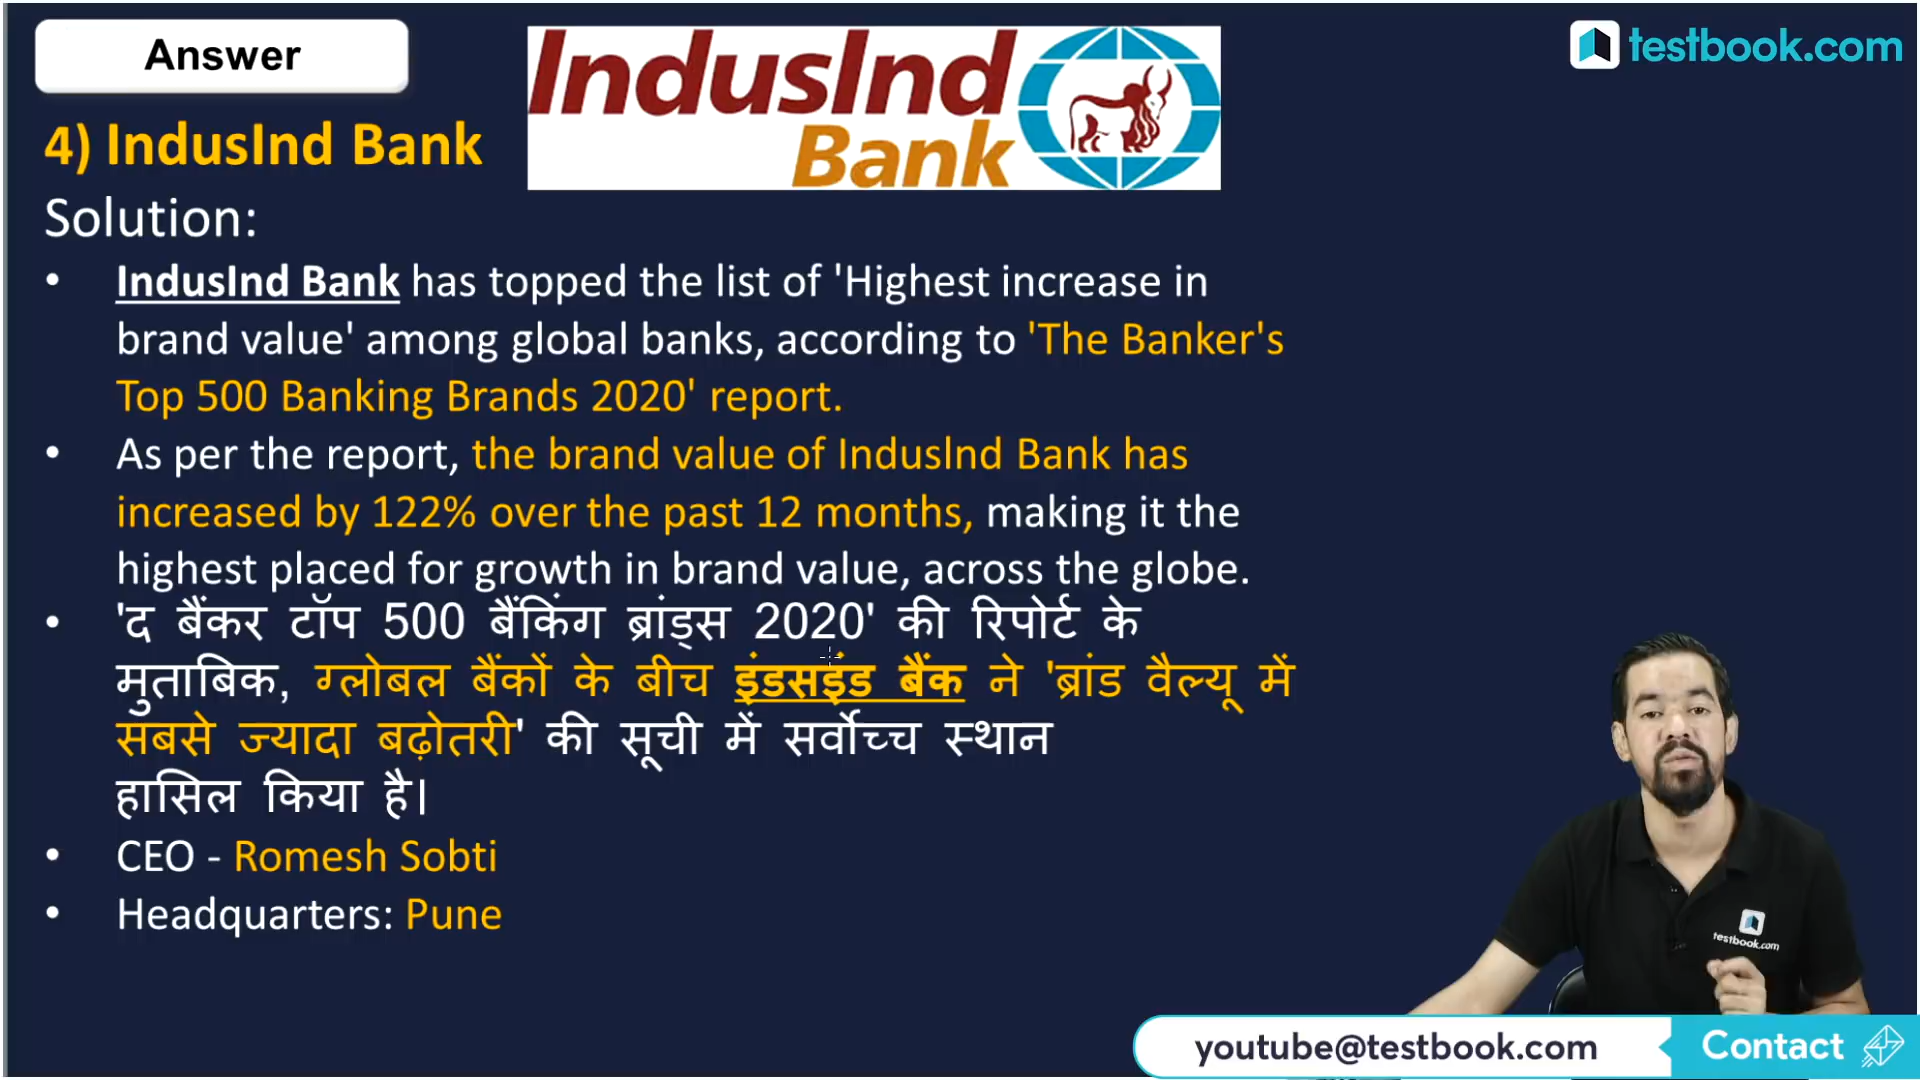 Answer
IndusInd
Bank
testbook.com
4) IndusInd Bank
Solution:
• IndusInd Bank has topped the list of 'Highest increase in
brand value' among global banks, according to 'The Banker's
Top 500 Banking Brands 2020' report.
• As per the report, the brand value of Induslnd Bank has
increased by 122% over the past 12 months, making it the
highest placed for growth in brand value, across the globe.
• 'द बैंकर टॉप 500 बैंकिंग ब्रांड्स 2020' की रिपोर्ट के
मुताबिक, ग्लोबल बैंकों के बीच इंडसइंड बैंक ने 'ब्रांड वैल्यू में
सबसे ज्यादा बढ़ोतरी' की सूची में सर्वोच्च स्थान
हासिल किया है।
• CEO - Romesh Sobti
• Headquarters: Pune
testbook.com
youtube@testbook.com
Contact